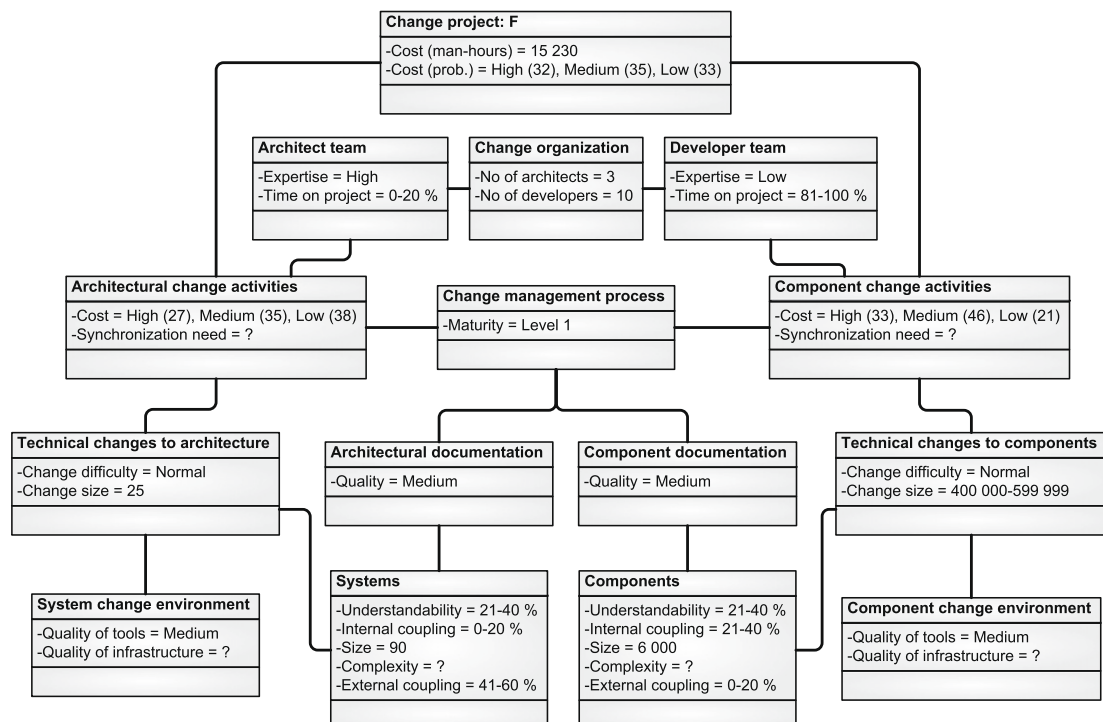 Change project: F
-Cost (man-hours) = 15 230
-Cost (prob.) = High (32), Medium (35), Low (33)
Architect team
-Expertise = High
-Time on project = 0-20 %
Change organization
-No of architects = 3
-No of developers = 10
Developer team
-Expertise = Low
-Time on project = 81-100 %
Architectural change activities
-Cost = High (27), Medium (35), Low (38)
-Synchronization need = ?
Change management process
-Maturity = Level 1
Component change activities
-Cost = High (33), Medium (46), Low (21)
-Synchronization need = ?
Technical changes to architecture
-Change difficulty = Normal
-Change size = 25
Architectural documentation
-Quality = Medium
Component documentation
-Quality = Medium
Technical changes to components
-Change difficulty = Normal
-Change size = 400 000-599 999
System change environment
-Quality of tools = Medium
-Quality of infrastructure = ?
Systems
-Understandability = 21-40 %
-Internal coupling = 0-20 %
-Size = 90
-Complexity = ?
-External coupling = 41-60 %
Components
-Understandability = 21-40 %
-Internal coupling = 21-40 %
-Size = 6 000
-Complexity = ?
-External coupling = 0-20 %
Component change environment
-Quality of tools = Medium
-Quality of infrastructure = ?